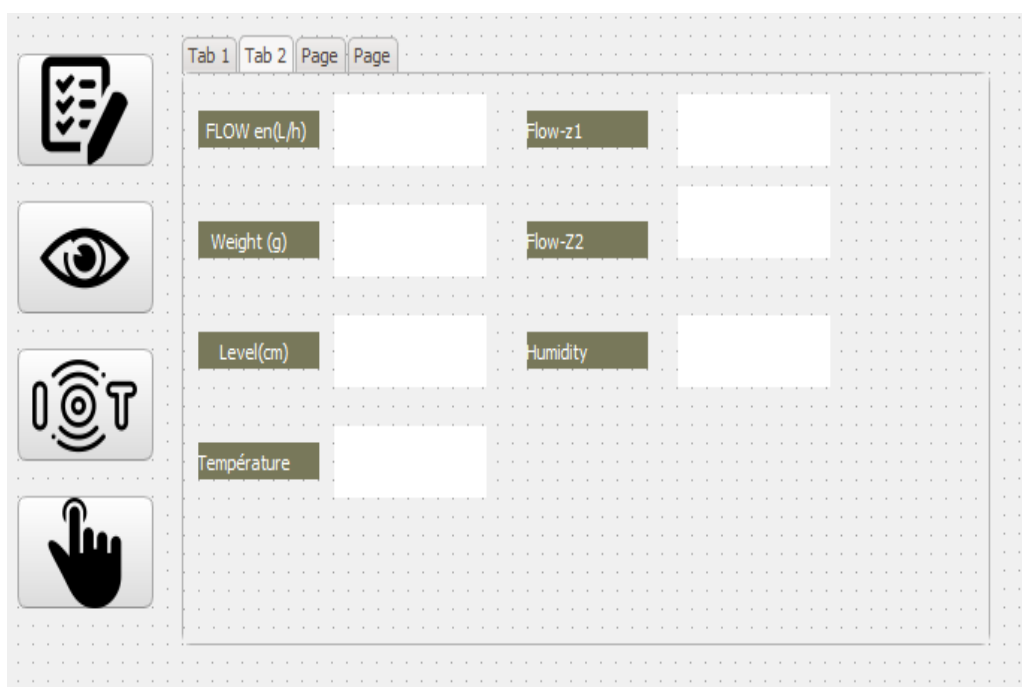 Tab 1 Tab 2 Page Page
FLOW en(L/h) Flow-z1
Weight (g) Flow-Z2
Level(cm) Humidity
IOT
Température